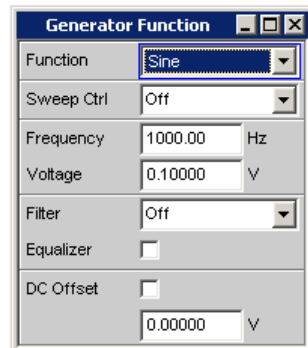 Generator Function
Function Sine
Sweep Ctrl Off
Frequency 1000.00 Hz
Voltage 0.10000 V
Filter Off
Equalizer
DC Offset
0.00000 V